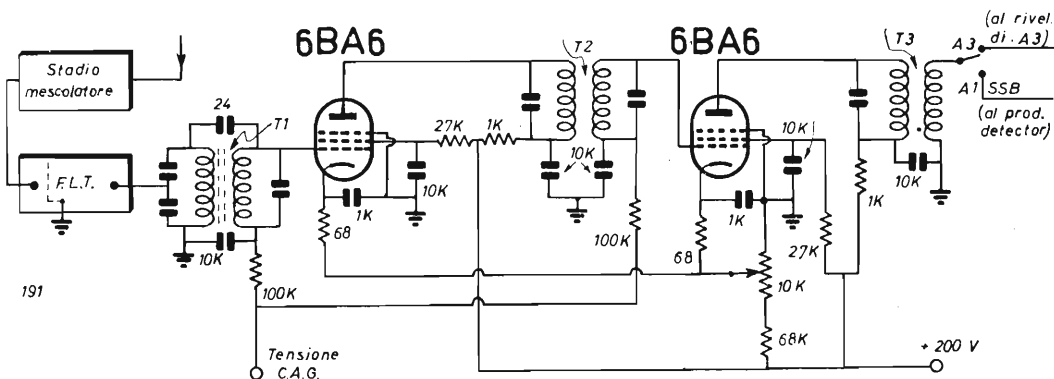 6BA6
6BA6
Stadio
mescolatore
F.L.T.
24
T1
10K
100K
191
Tensione
C.A.G.
68
1K
27K
1K
10K
T2
10K
100K
68
1K
10K
10K
68K
27K
1K
T3
10K
A3
(al rivel.
di. A3)
A1
SSB
(al prod.
detector)
+ 200 V